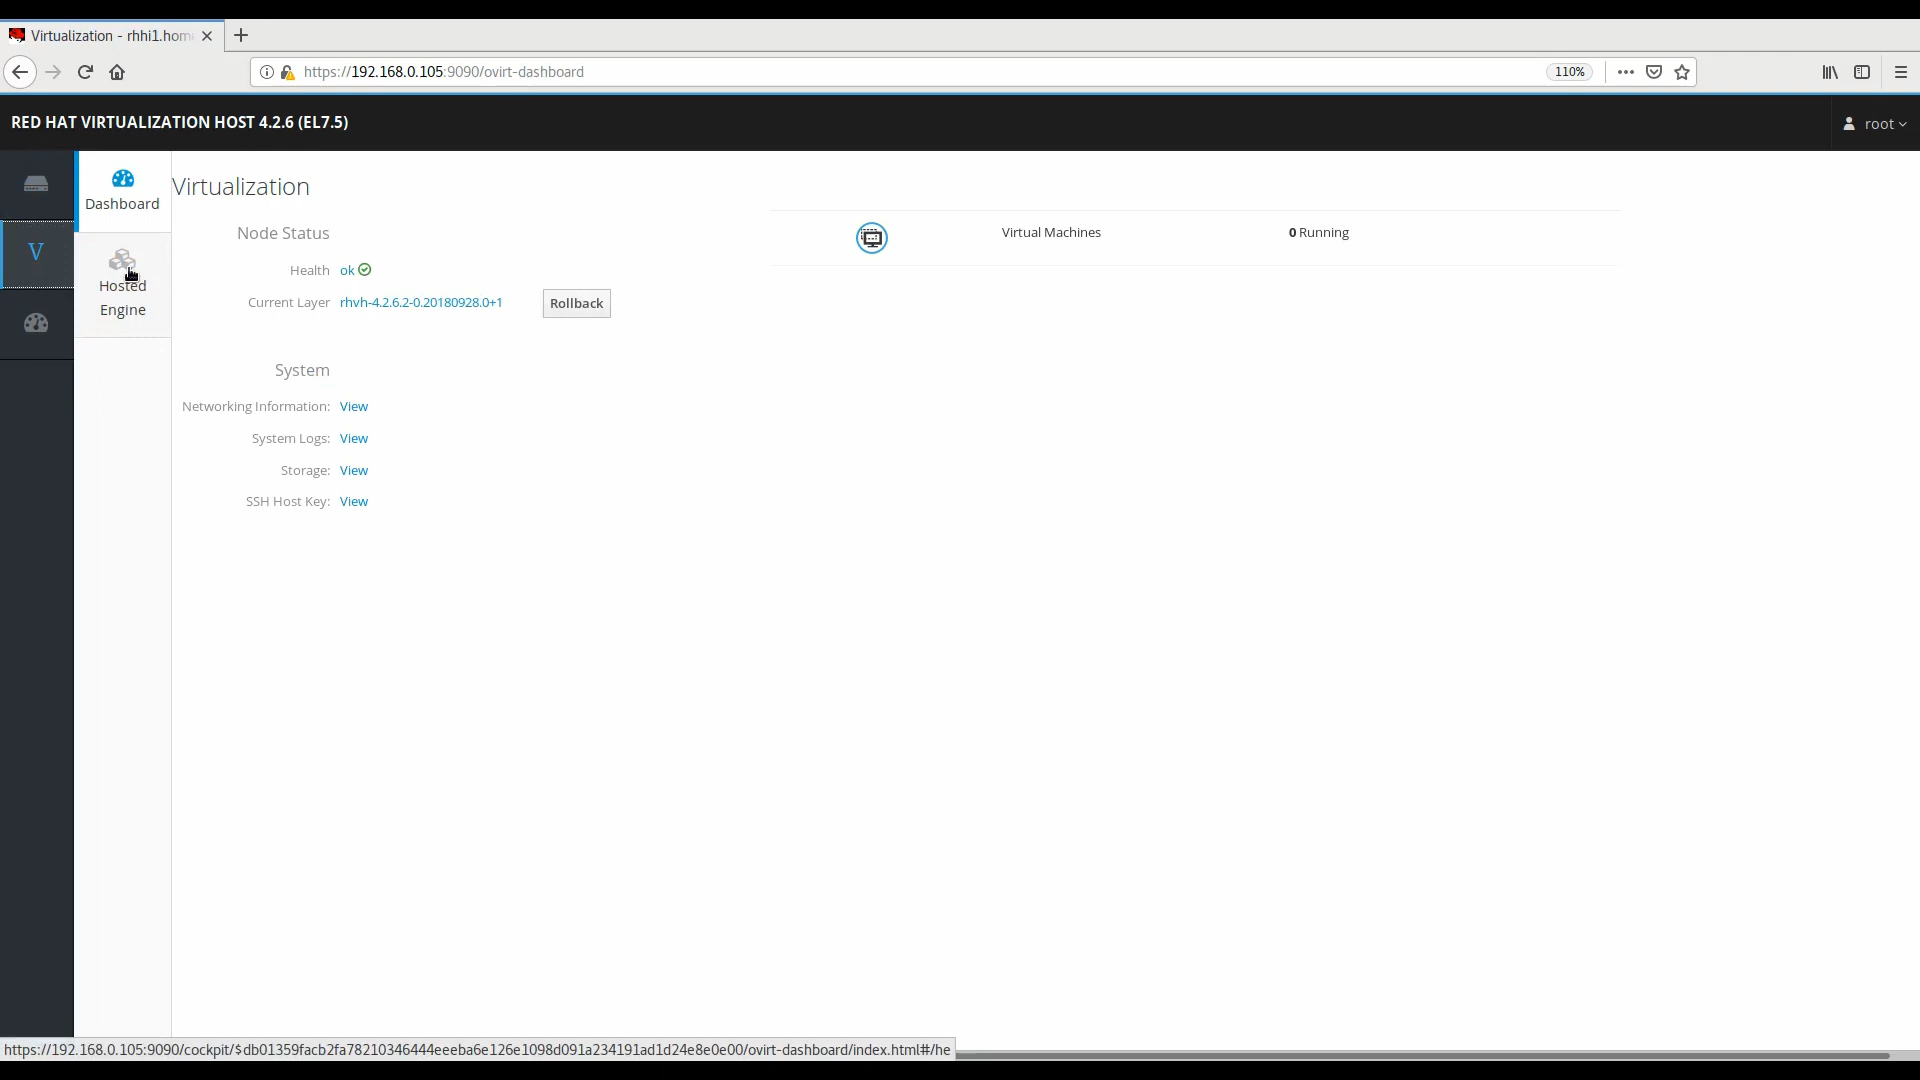 Virtualization - rhhi1.hom
https://192.168.0.105:9090/ovirt-dashboard
110%
RED HAT VIRTUALIZATION HOST 4.2.6 (EL7.5)
root
Dashboard
V
Hosted
Engine
Virtualization
Node Status
Health ok
Current Layer rhvh-4.2.6.2-0.20180928.0+1 Rollback
Virtual Machines 0 Running
System
Networking Information: View
System Logs: View
Storage: View
SSH Host Key: View
https://192.168.0.105:9090/cockpit/$db01359facb2fa78210346444eeeba6e126e1098d091a234191ad1d24e8e0e00/ovirt-dashboard/index.html#/he